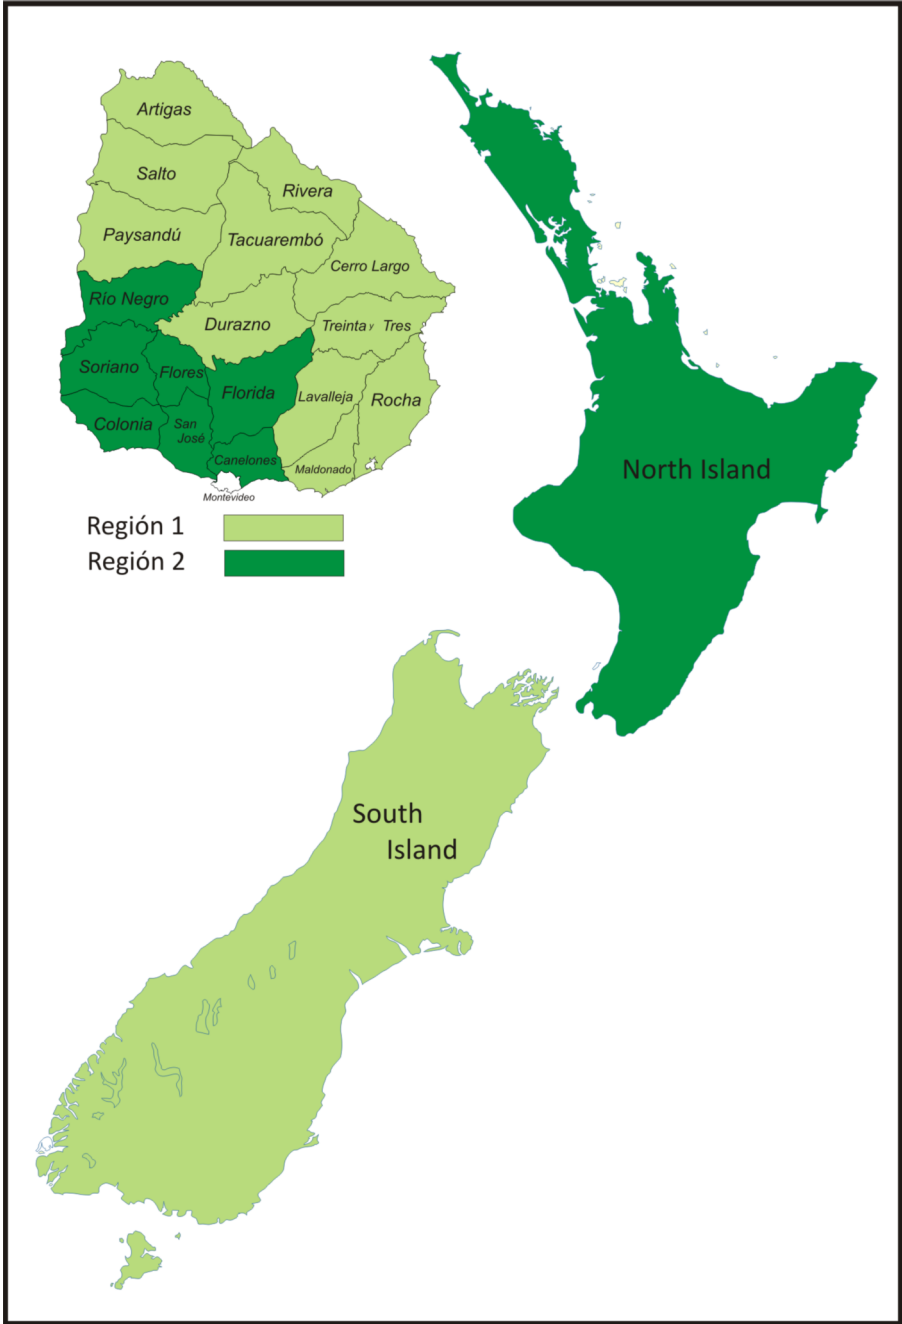 Artigas
Salto
Rivera
Paysandú
Tacuarembó
Cerro Largo
Río Negro
Durazno
Treinta y Tres
Soriano
Flores
Florida
Lavalleja
Rocha
Colonia
San
José
Canelones
Maldonado
Montevideo
Región 1
Región 2
North Island
South
Island